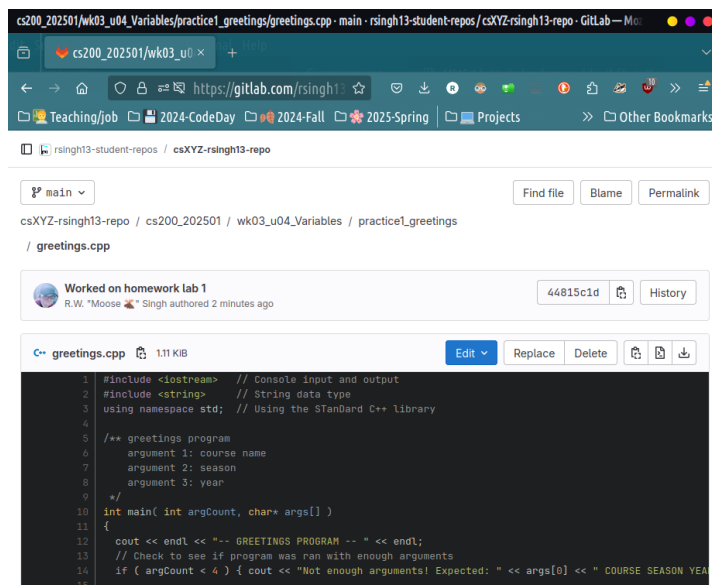 cs200_202501/wk03_u04_Variables/practice1_greetings/greetings.cpp · main · rsingh13-student-repos / csXYZ-rsingh13-repo · GitLab — Moz
cs200_202501/wk03_u0 × +
https://gitlab.com/rsingh13
10
Teaching/job 2024-CodeDay 2024-Fall 2025-Spring Projects » Other Bookmarks
rsingh13-student-repos / csXYZ-rsingh13-repo
main Find file Blame Permalink
csXYZ-rsingh13-repo / cs200_202501 / wk03_u04_Variables / practice1_greetings
/ greetings.cpp
Worked on homework lab 1
R.W. "Moose" Singh authored 2 minutes ago
44815c1d History
C++ greetings.cpp 1.11 KiB Edit Replace Delete
1 #include <iostream> // Console input and output
2 #include <string> // String data type
3 using namespace std; // Using the STanDard C++ library
4
5 /** greetings program
6 argument 1: course name
7 argument 2: season
8 argument 3: year
9 */
10 int main( int argCount, char* args[] )
11 {
12 cout << endl << "-- GREETINGS PROGRAM -- " << endl;
13 // Check to see if program was ran with enough arguments
14 if ( argCount < 4 ) { cout << "Not enough arguments! Expected: " << args[0] << " COURSE SEASON YEA
15